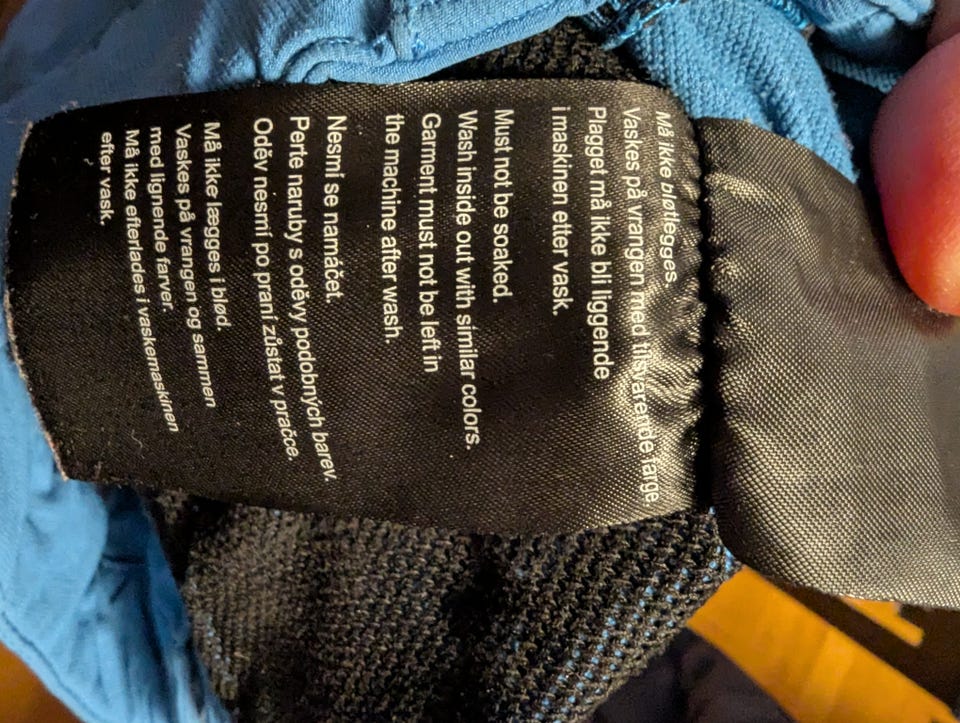 Må ikke bløtlegges.
Vaskes på vrangen med tilsvarende farge
Plagget må ikke bli liggende
i maskinen etter vask.
Must not be soaked.
Wash inside out with similar colors.
Garment must not be left in
the machine after wash.
Nesmí se namáčet.
Perte naruby s oděvy podobných barev.
Oděv nesmí po praní zůstat v pračce.
Må ikke lægges i blød.
Vaskes på vrangen og sammen
med lignende farver.
Må ikke efterlades i vaskemaskinen
efter vask.